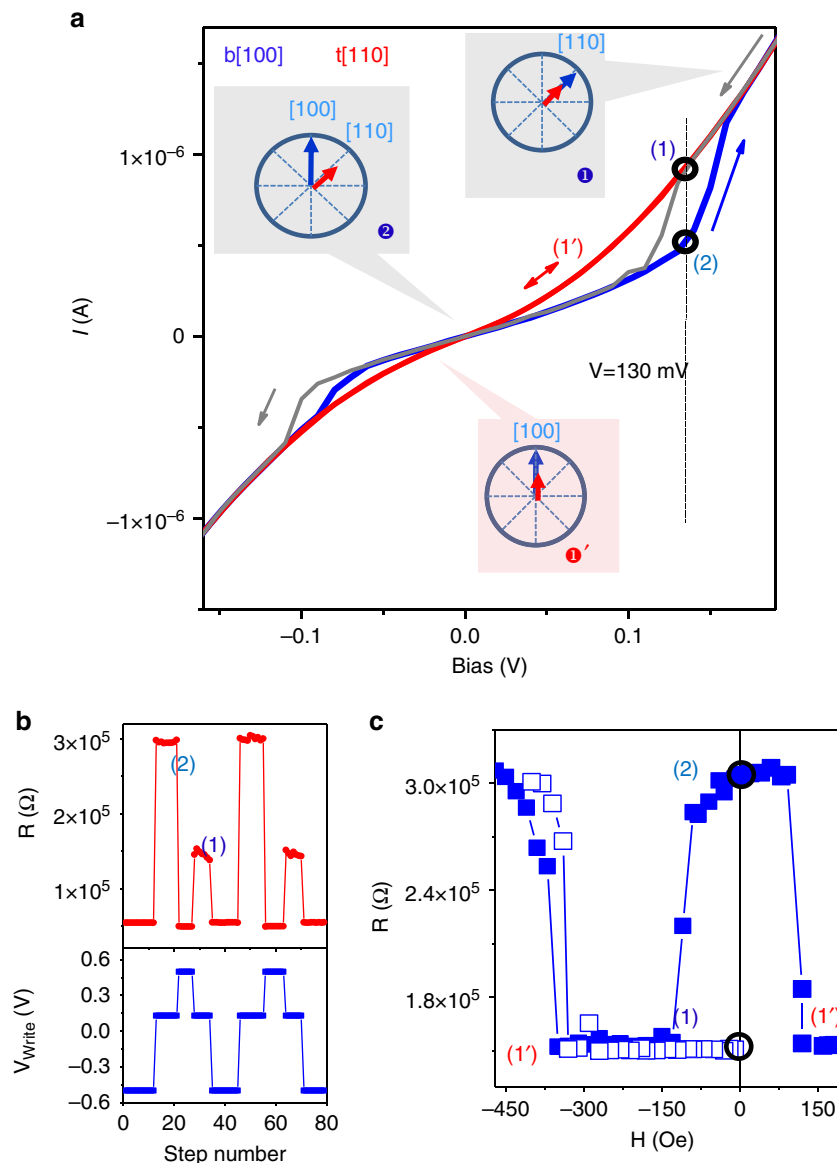 a
b[100] t[110]
[110]
[100]
[110]
❶
❷
1×10⁻⁶
(1)
(1′)
(2)
0
V=130 mV
[100]
−1×10⁻⁶
❶′
I (A)
−0.1 0.0 0.1
Bias (V)
b
3×10⁵
(2)
2×10⁵
(1)
1×10⁵
R (Ω)
0.6
0.3
0.0
−0.3
−0.6
V_Write (V)
0 20 40 60 80
Step number
c
(2)
3.0×10⁵
2.4×10⁵
R (Ω)
1.8×10⁵
(1) (1′)
(1′)
−450 −300 −150 0 150
H (Oe)